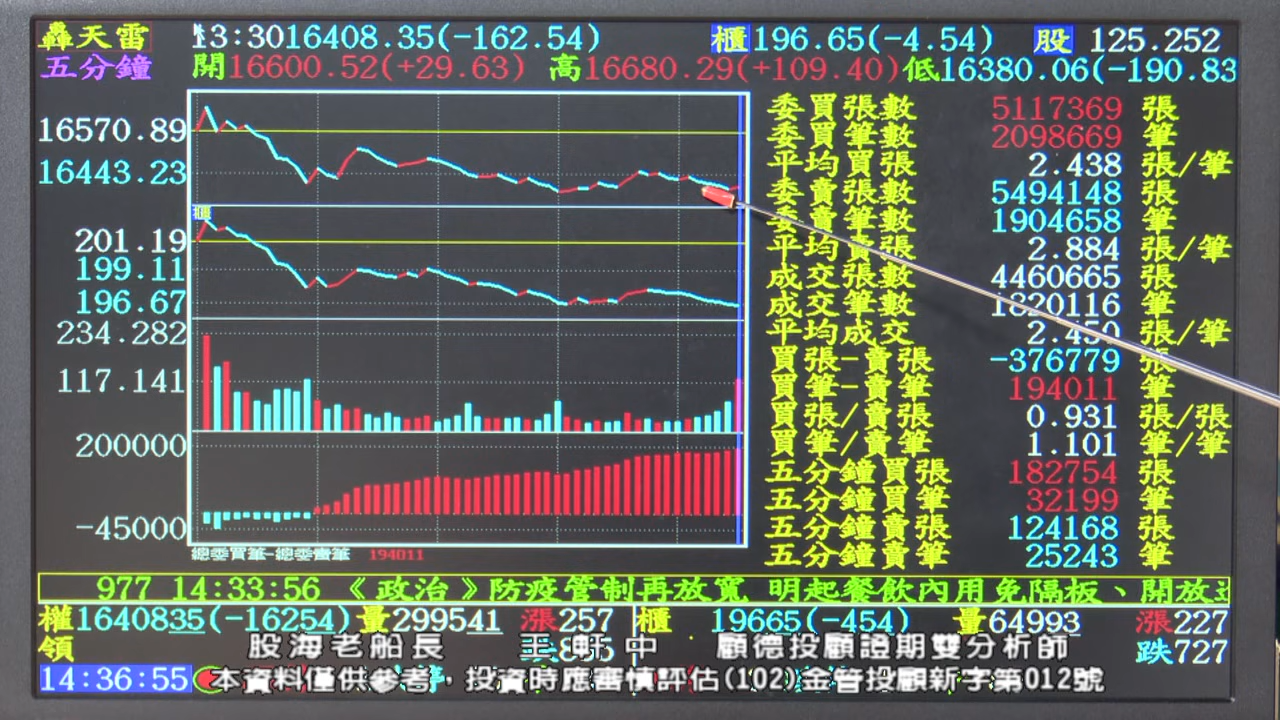 轟天雷 13:30 16408.35(-162.54) 櫃 196.65(-4.54) 股 125.252
五分鐘 開16600.52(+29.63) 高16680.29(+109.40) 低16380.06(-190.83
16570.89
16443.23
櫃
201.19
199.11
196.67
234.282
117.141
200000
-45000
總委買筆-總委賣筆 194011
委買張數 5117369 張
委買筆數 2098669 筆
平均買張 2.438 張/筆
委賣張數 5494148 張
委賣筆數 1904658 筆
平均賣張 2.884 張/筆
成交張數 4460665 張
成交筆數 1820116 筆
平均成交 2.450 張/筆
買張-賣張 -376779 張
買筆-賣筆 194011 筆
買張/賣張 0.931 張/張
買筆/賣筆 1.101 筆/筆
五分鐘買張 182754 張
五分鐘買筆 32199 筆
五分鐘賣張 124168 張
五分鐘賣筆 25243 筆
977 14:33:56 《政治》防疫管制再放寬 明起餐飲內用免隔板、開放
權1640835(-16254) 量299541 漲257 櫃 19665(-454) 量64993 漲227
領 跌727
股海老船長 王軒中 顧德投顧證期雙分析師
14:36:55
本資料僅供參考，投資時應審慎評估(102)金管投顧新字第012號